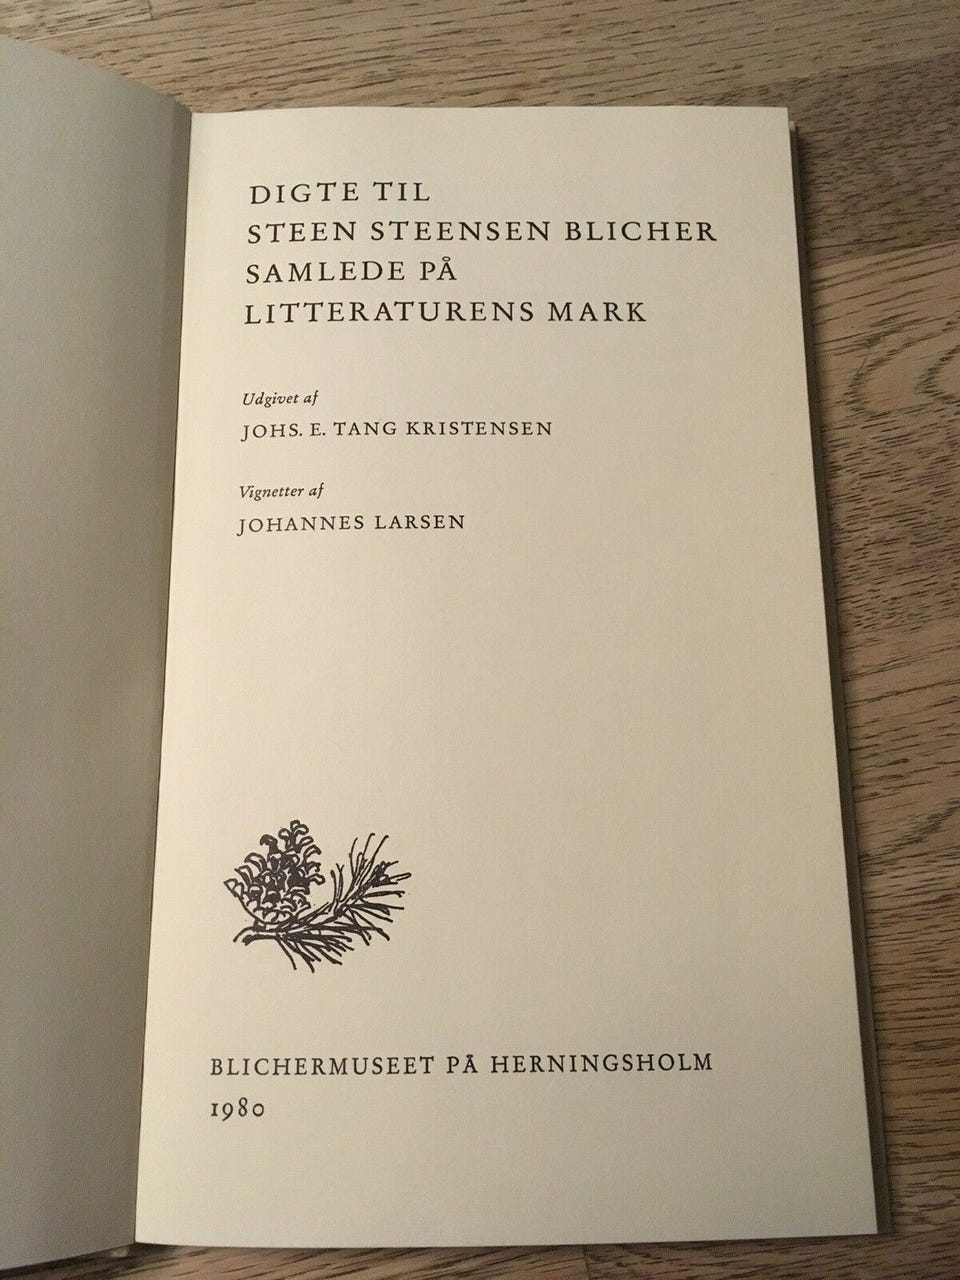 DIGTE TIL
STEEN STEENSEN BLICHER
SAMLEDE PÅ
LITTERATURENS MARK
Udgivet af
JOHS. E. TANG KRISTENSEN
Vignetter af
JOHANNES LARSEN
BLICHERMUSEET PÅ HERNINGSHOLM
1980